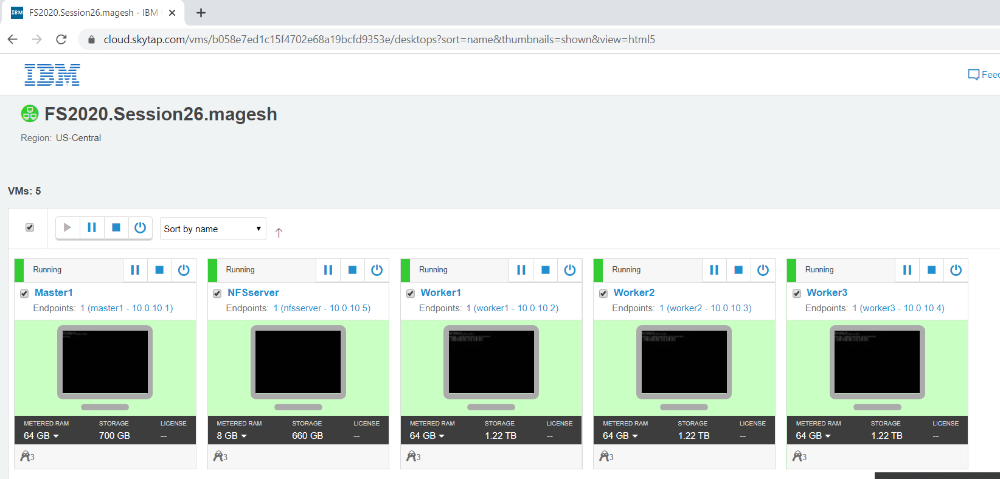 IBM FS2020.Session26.magesh - IBM
cloud.skytap.com/vms/b058e7ed1c15f4702e68a19bcfd9353e/desktops?sort=name&thumbnails=shown&view=html5
IBM
Feed
FS2020.Session26.magesh
Region: US-Central
VMs: 5
Sort by name
Running
Master1
Endpoints: 1 (master1 - 10.0.10.1)
METERED RAM STORAGE LICENSE
64 GB 700 GB --
3
Running
NFSserver
Endpoints: 1 (nfsserver - 10.0.10.5)
METERED RAM STORAGE LICENSE
8 GB 660 GB --
3
Running
Worker1
Endpoints: 1 (worker1 - 10.0.10.2)
METERED RAM STORAGE LICENSE
64 GB 1.22 TB --
3
Running
Worker2
Endpoints: 1 (worker2 - 10.0.10.3)
METERED RAM STORAGE LICENSE
64 GB 1.22 TB --
3
Running
Worker3
Endpoints: 1 (worker3 - 10.0.10.4)
METERED RAM STORAGE LICENSE
64 GB 1.22 TB --
3